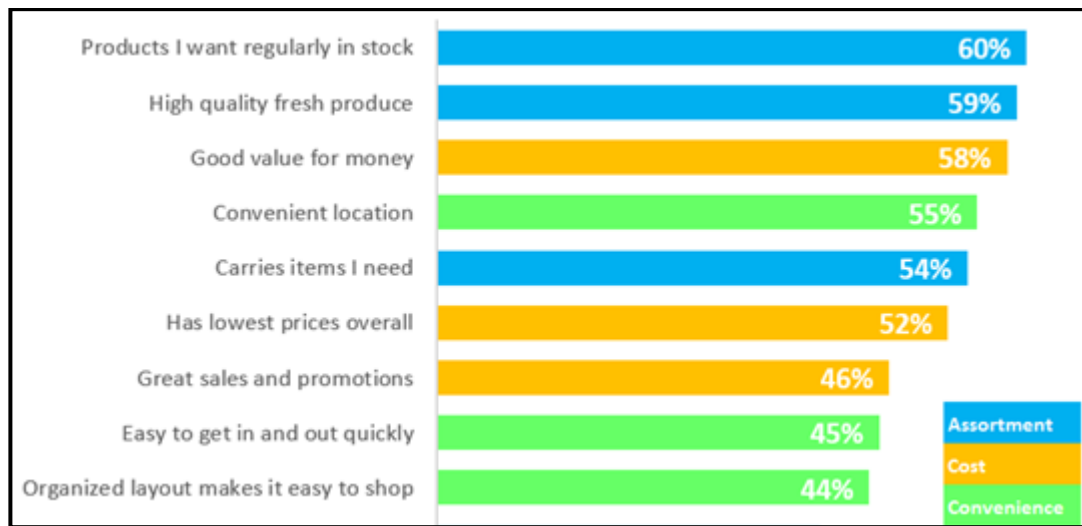 Products I want regularly in stock 60%
High quality fresh produce 59%
Good value for money 58%
Convenient location 55%
Carries items I need 54%
Has lowest prices overall 52%
Great sales and promotions 46%
Easy to get in and out quickly 45%
Organized layout makes it easy to shop 44%
Assortment
Cost
Convenience